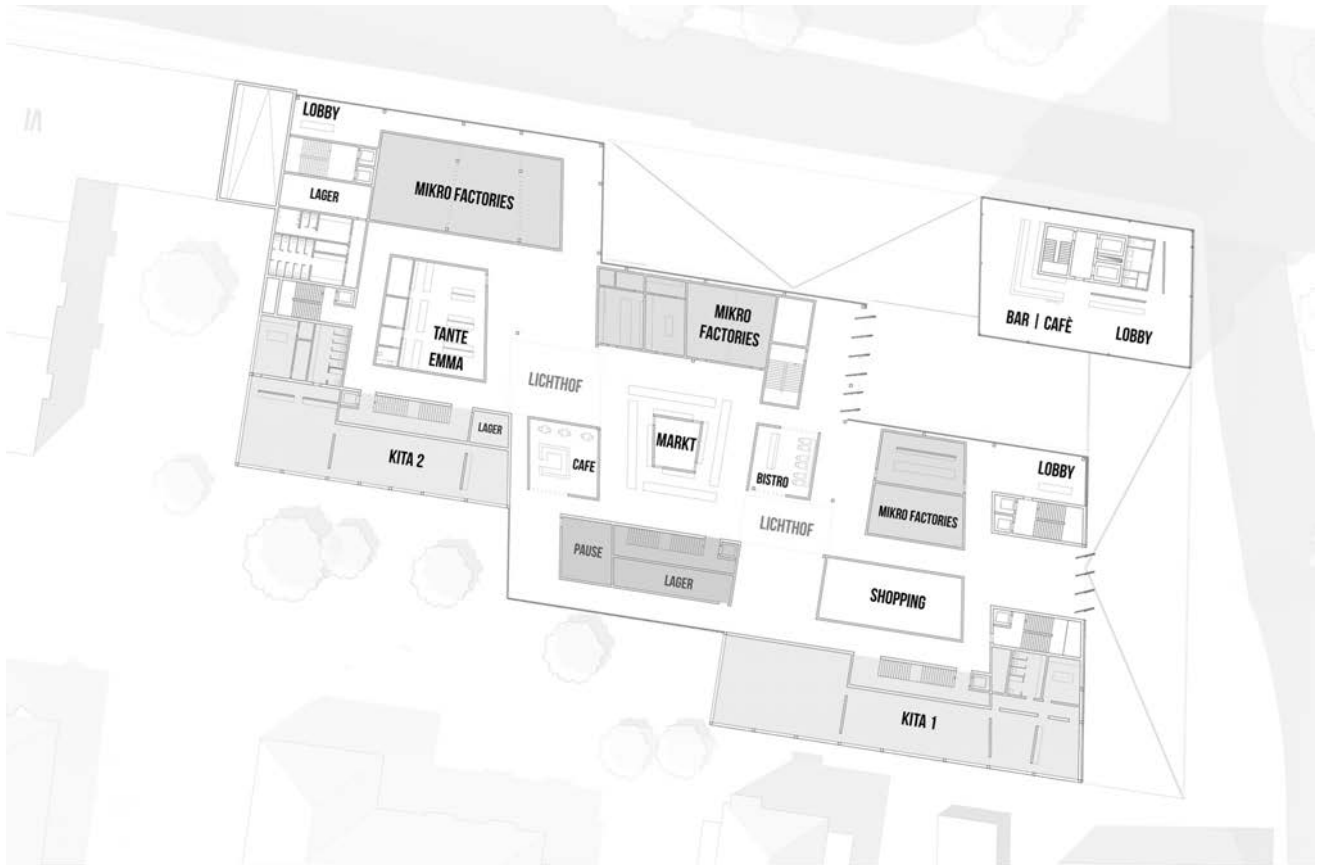 LOBBY
MIKRO FACTORIES
LAGER
TANTE
EMMA
MIKRO
FACTORIES
BAR | CAFÈ
LOBBY
LICHTHOF
LAGER
KITA 2
CAFE
MARKT
BISTRO
LOBBY
MIKRO FACTORIES
LICHTHOF
PAUSE
LAGER
SHOPPING
KITA 1